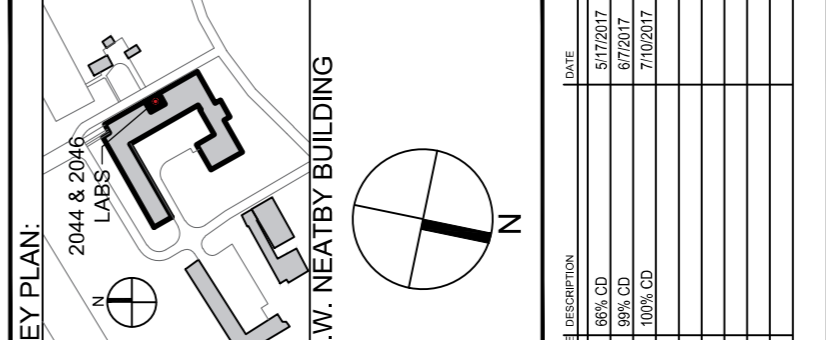 EY PLAN:
2044 & 2046
LABS
N
.W. NEATBY BUILDING
N
E DESCRIPTION DATE
66% CD 5/17/2017
99% CD 6/7/2017
100% CD 7/10/2017